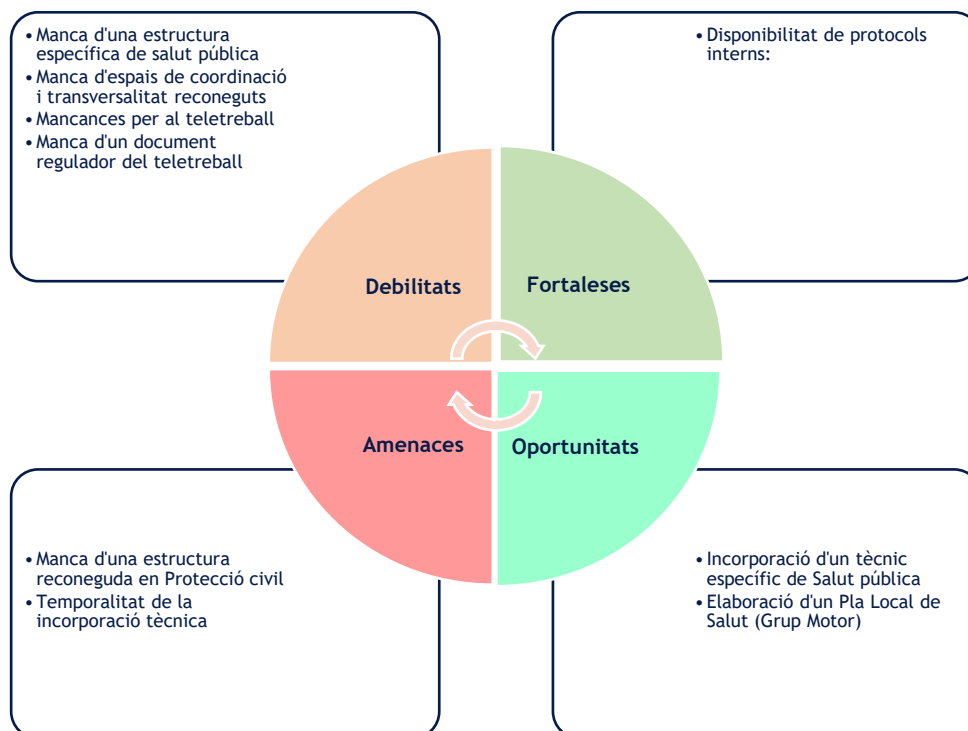 • Manca d'una estructura
específica de salut pública
• Manca d'espais de coordinació
i transversalitat reconeguts
• Mancances per al teletreball
• Manca d'un document
regulador del teletreball
• Disponibilitat de protocols
interns:
Debilitats
Fortaleses
Amenaces
Oportunitats
• Manca d'una estructura
reconeguda en Protecció civil
• Temporalitat de la
incorporació tècnica
• Incorporació d'un tècnic
específic de Salut pública
• Elaboració d'un Pla Local de
Salut (Grup Motor)